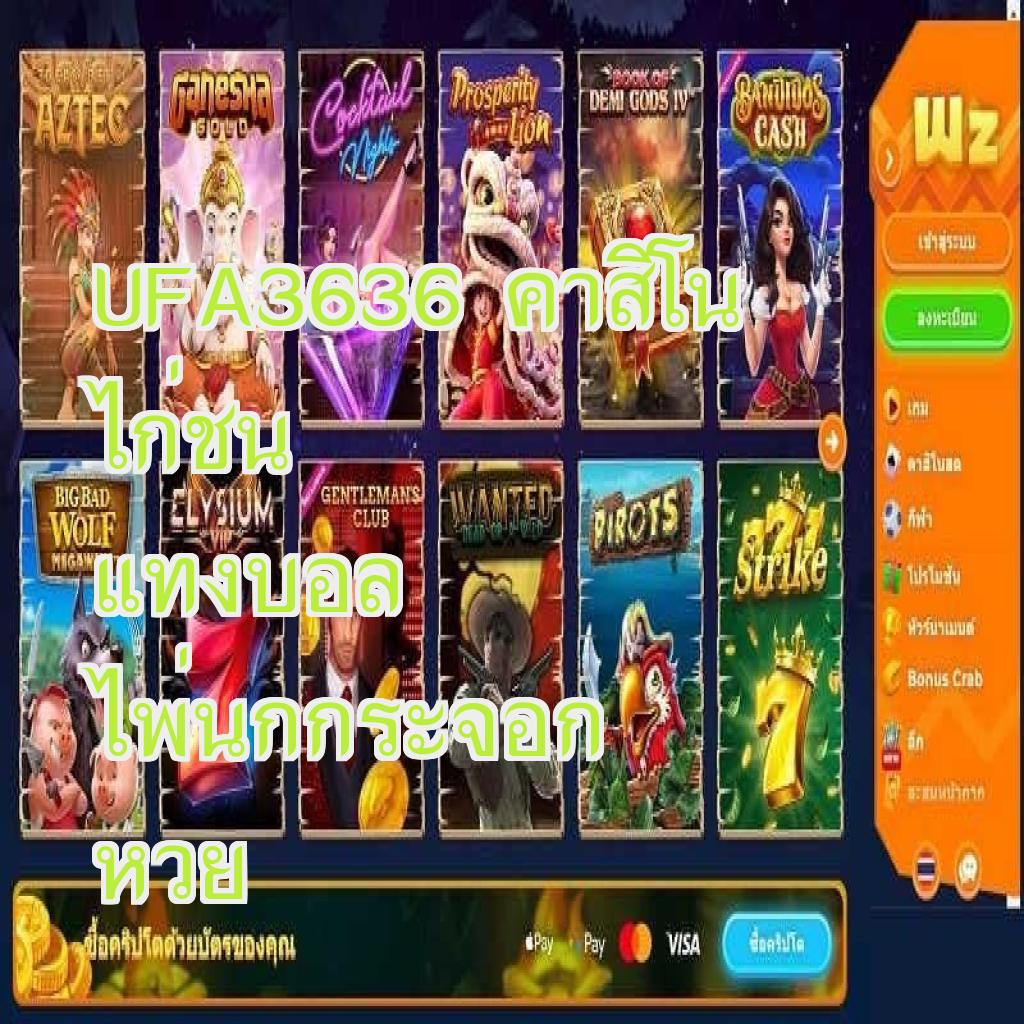 TREASURES OF
AZTEC
Ganesha
GOLD
Cocktail
Nights
Prosperity
Lion
BOOK OF
DEMI GODS IV
BANDIDOS
CASH
Wz
เข้าสู่ระบบ
ลงทะเบียน
UFA3636 คาสิโน
ไก่ชน
แทงบอล
ไพ่นกกระจอก
หวย
เกม
คาสิโนสด
กีฬา
โปรโมชั่น
ทัวร์นาเมนต์
Bonus Crab
ลีก
สะสมหน้ากาก
BIG BAD
WOLF
MEGAWAYS
ELYSIUM
VIP
GENTLEMAN'S
CLUB
WANTED
DEAD OR A WILD
PIROTS
777
Strike
7
ซื้อคริปโตด้วยบัตรของคุณ
Pay
Pay
VISA
ซื้อคริปโต